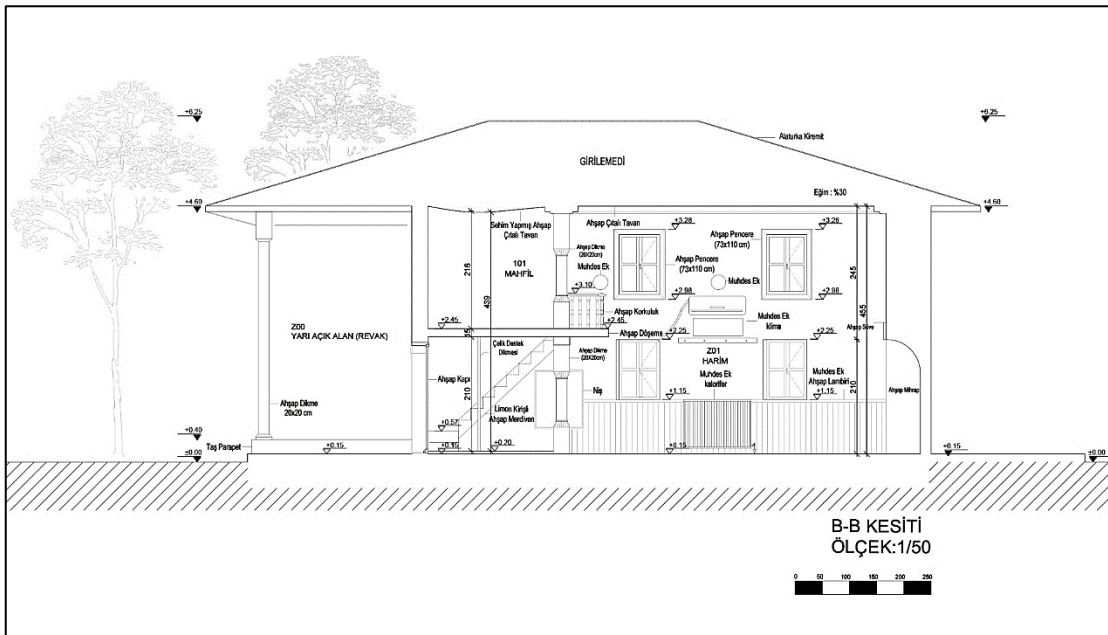 +6.25
+6.25
Alaturka Kiremit
GİRİLEMEDİ
Eğim : %30
+4.60
+4.60
Sehim Yapmış Ahşap
Çıtalı Tavan
Ahşap Çıtalı Tavan
+3.28
+3.28
101
MAHFİL
Ahşap Dikme
(20X20cm)
Ahşap Pencere
(73x110 cm)
Ahşap Pencere
(73x110 cm)
Muhdes Ek
Muhdes Ek
216
439
245
455
+3.10
+2.98
+2.98
Ahşap Korkuluk
Muhdes Ek
klima
Z00
YARI AÇIK ALAN (REVAK)
+2.45
+2.45
15
Ahşap Döşeme
+2.25
+2.25
Ahşap Söve
Çelik Destek
Dikmesi
Ahşap Dikme
(20X20cm)
Z01
HARİM
Muhdes Ek
kalorifer
Muhdes Ek
Ahşap Lambiri
Ahşap Kapı
210
210
Niş
+1.15
+1.15
Ahşap Mihrap
Ahşap Dikme
20x20 cm
Limon Kirişli
Ahşap Merdiven
+0.57
+0.40
Taş Parapet
+0.15
+0.15
+0.20
+0.15
+0.15
±0.00
±0.00
B-B KESİTİ
ÖLÇEK:1/50
0 50 100 150 200 250